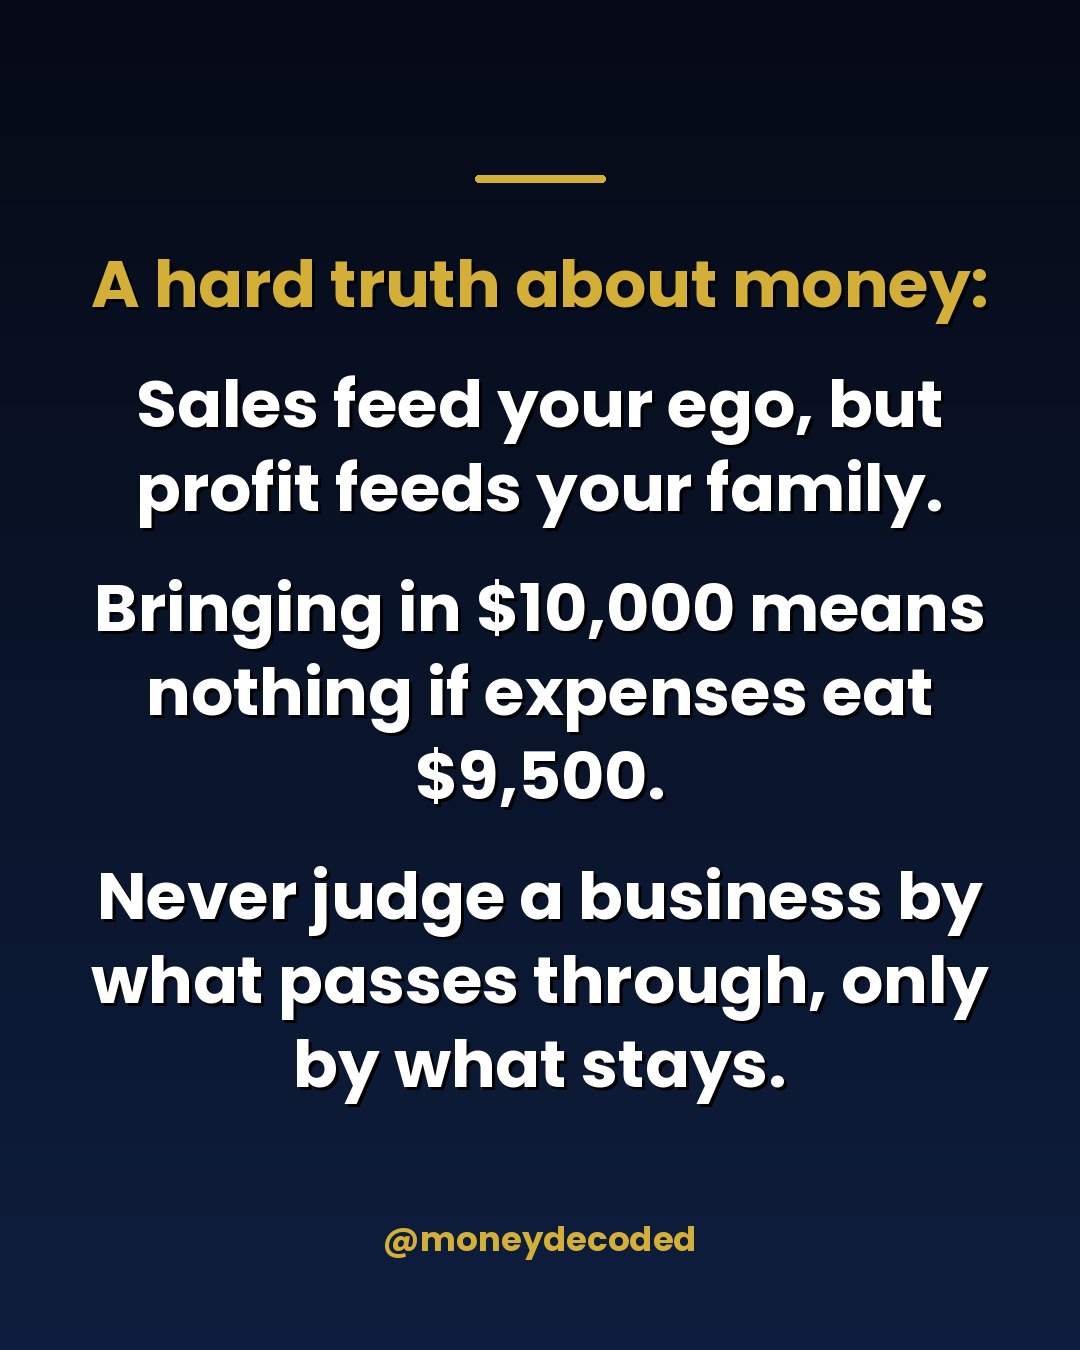 A hard truth about money:
Sales feed your ego, but
profit feeds your family.
Bringing in $10,000 means
nothing if expenses eat
$9,500.
Never judge a business by
what passes through, only
by what stays.
@moneydecoded